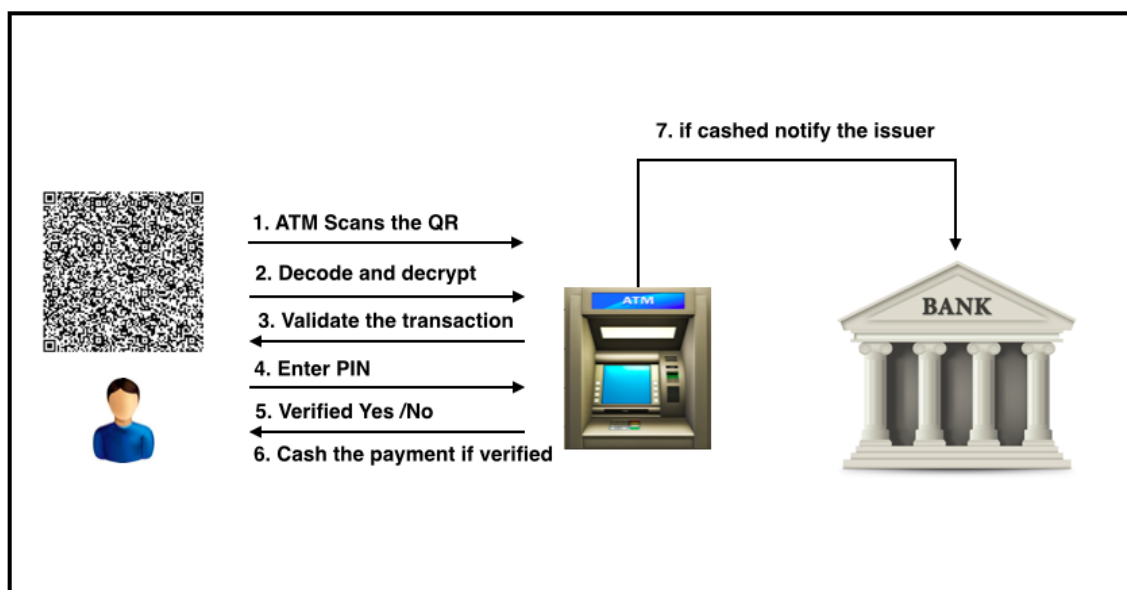 7. if cashed notify the issuer
1. ATM Scans the QR
2. Decode and decrypt
ATM
BANK
3. Validate the transaction
4. Enter PIN
5. Verified Yes /No
6. Cash the payment if verified